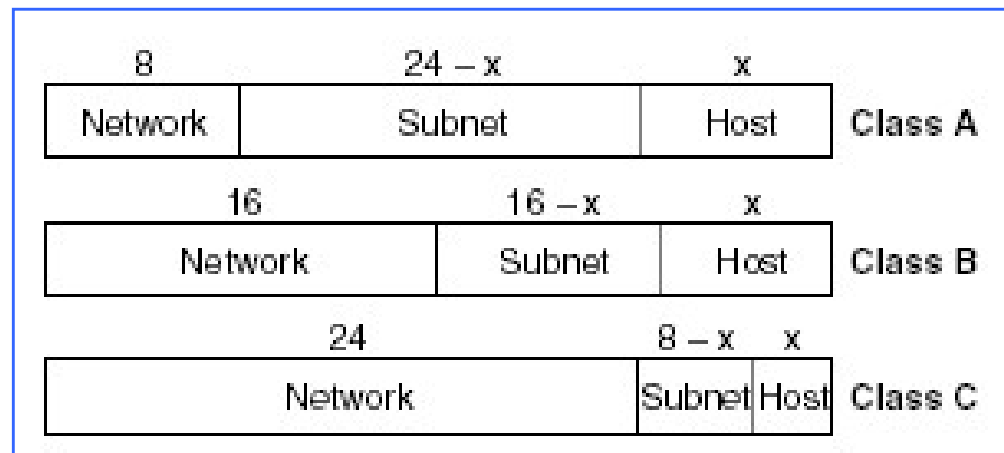 8 24 – x x
Network Subnet Host Class A
16 16 – x x
Network Subnet Host Class B
24 8 – x x
Network Subnet Host Class C